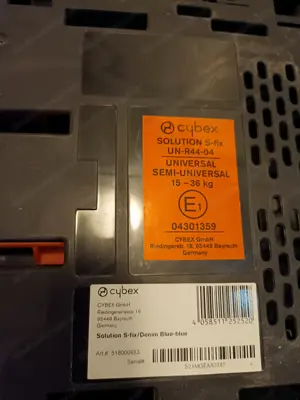 cybex
SOLUTION S-fix
UN-R44-04
UNIVERSAL
SEMI-UNIVERSAL
15 – 36 kg
E1
04301359
CYBEX GmbH
Riedingerstr. 18, 95448 Bayreuth
Germany
cybex
CYBEX GmbH
Riedingerstrasse 18
95448 Bayreuth
Germany
4 058511 252520
Solution S-fix/Denim Blue-blue
Art.#
Serial#: